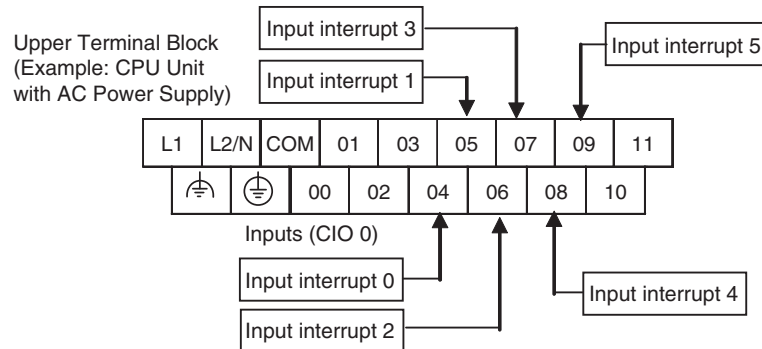 Upper Terminal Block
(Example: CPU Unit
with AC Power Supply)
Input interrupt 3
Input interrupt 1
Input interrupt 5
L1 L2/N COM 01 03 05 07 09 11
00 02 04 06 08 10
Inputs (CIO 0)
Input interrupt 0
Input interrupt 2
Input interrupt 4